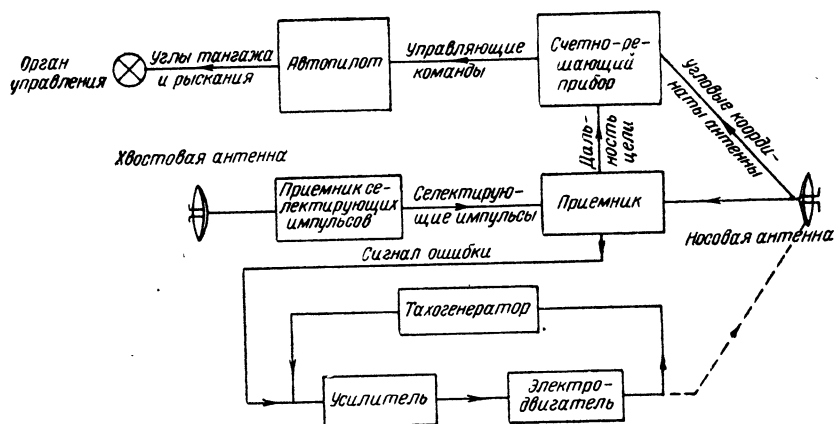 Орган
управления
Углы тангажа
и рыскания
Автопилот
Управляющие
команды
Счетно-ре-
шающий
прибор
Угловые коорди-
наты антенны
Даль-
ность
цели
Хвостовая антенна
Приемник се-
лектирующих
импульсов
Селектирую-
щие импульсы
Приемник
Носовая антенна
Сигнал ошибки
Тахогенератор
Усилитель
Электро-
двигатель